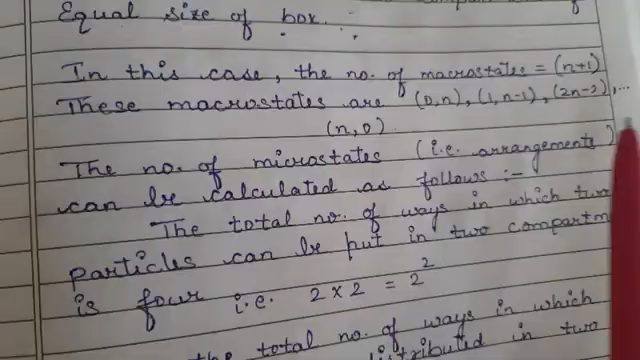 Equal size of box.
In this case, the no. of macrostates = (n+1)
These macrostates are (0,n), (1,n-1), (2n-2), ...
(n,0)
The no. of microstates (i.e. arrangements)
can be calculated as follows :-
The total no. of ways in which two
particles can be put in two compartm
is four i.e. 2 × 2 = 2²
the total no. of ways in which
distributed in two